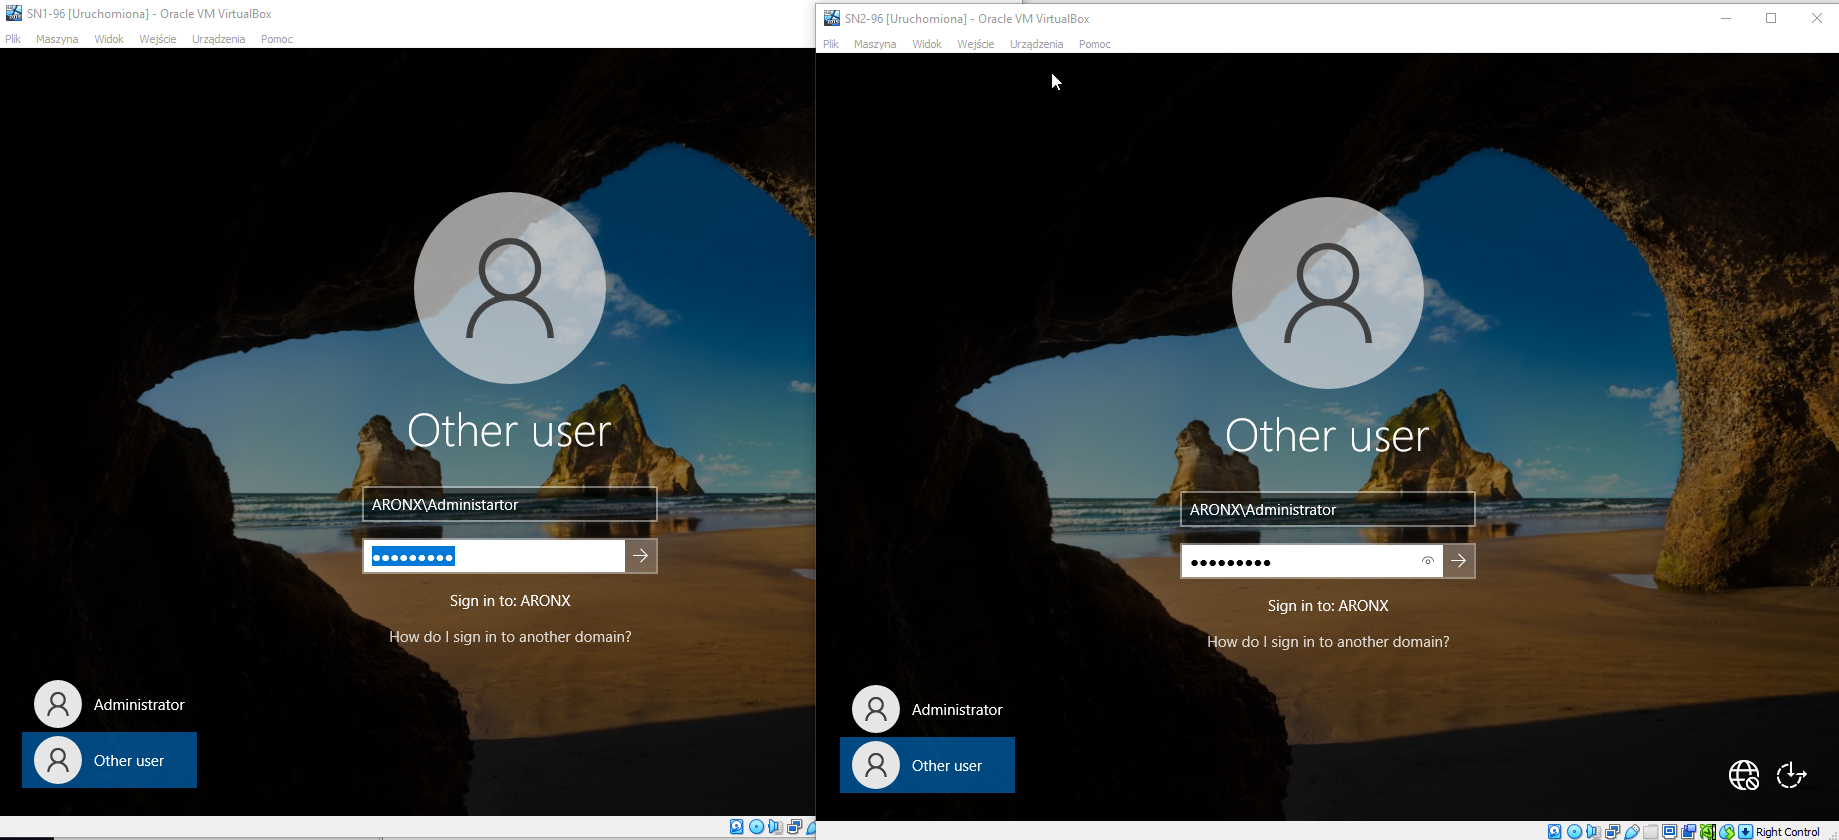 SN1-96 [Uruchomiona] - Oracle VM VirtualBox
Plik Maszyna Widok Wejście Urządzenia Pomoc
Other user
ARONX\Administartor
●●●●●●●●●
Sign in to: ARONX
How do I sign in to another domain?
Administrator
Other user
SN2-96 [Uruchomiona] - Oracle VM VirtualBox
Plik Maszyna Widok Wejście Urządzenia Pomoc
Other user
ARONX\Administrator
●●●●●●●●●
Sign in to: ARONX
How do I sign in to another domain?
Administrator
Other user
Right Control